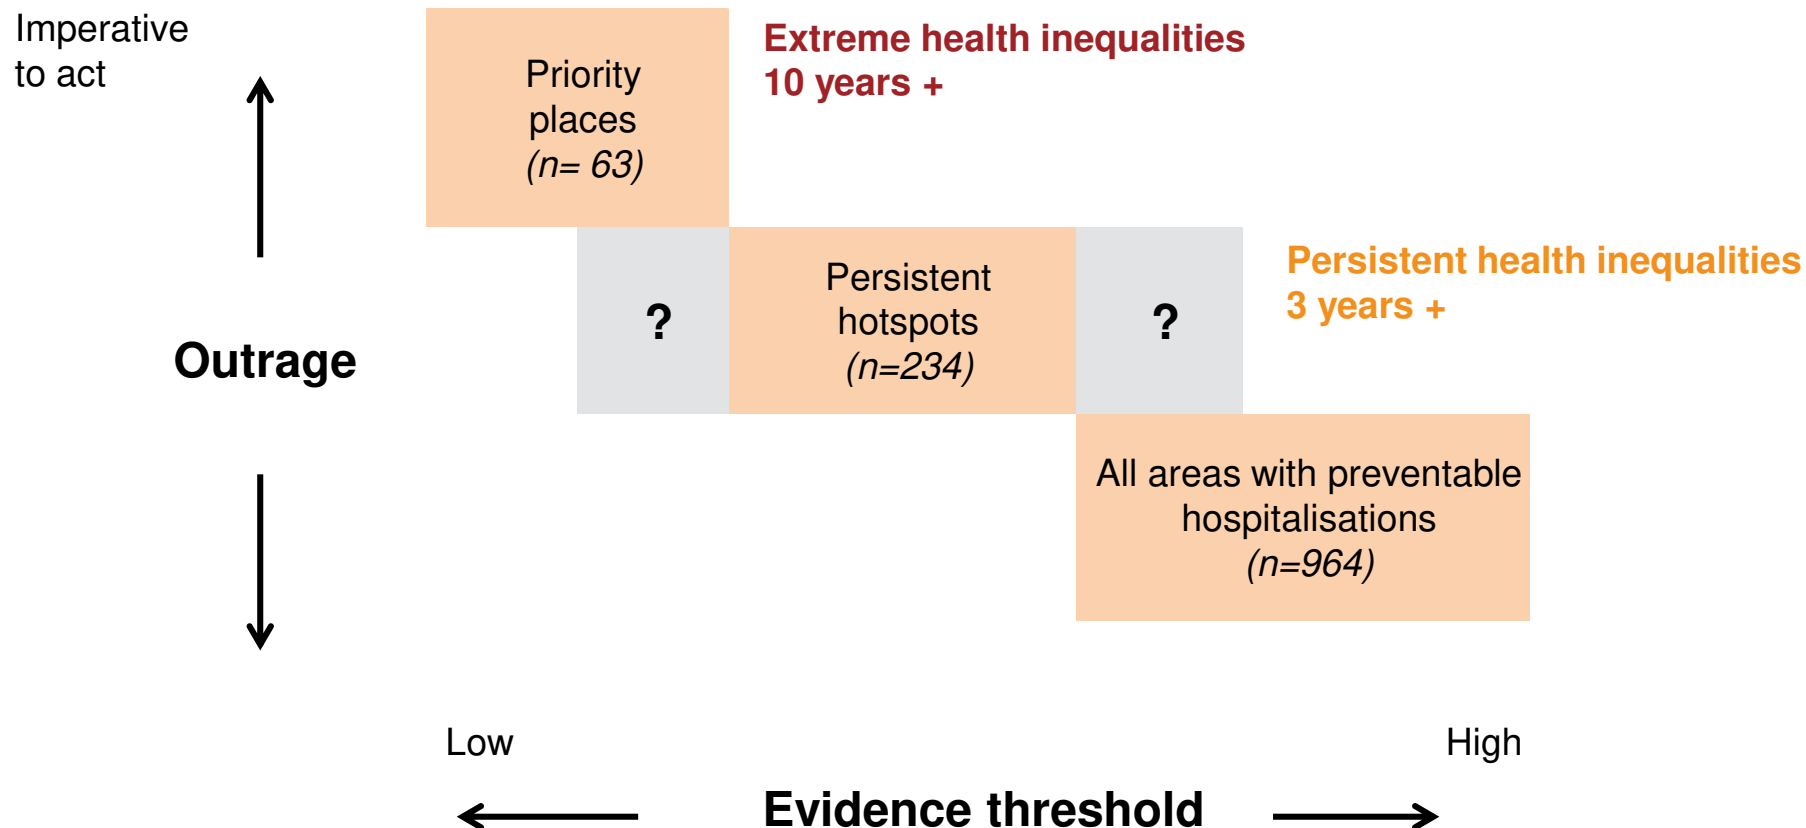 Imperative
to act
Priority
places
(n= 63)
Extreme health inequalities
10 years +
?
Persistent
hotspots
(n=234)
?
Persistent health inequalities
3 years +
Outrage
All areas with preventable
hospitalisations
(n=964)
Low
High
Evidence threshold